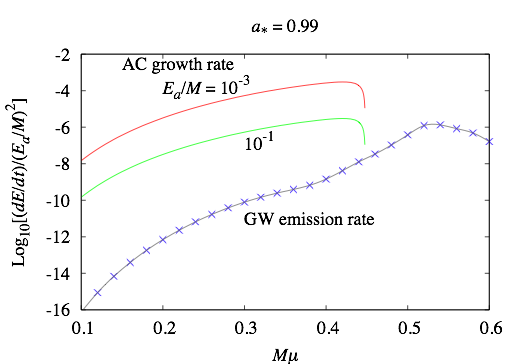 a* = 0.99
Log10[(dE/dt)/(Ea/M)^2]
-2
-4
-6
-8
-10
-12
-14
-16
AC growth rate
Ea/M = 10^-3
10^-1
GW emission rate
0.1 0.2 0.3 0.4 0.5 0.6
Mμ